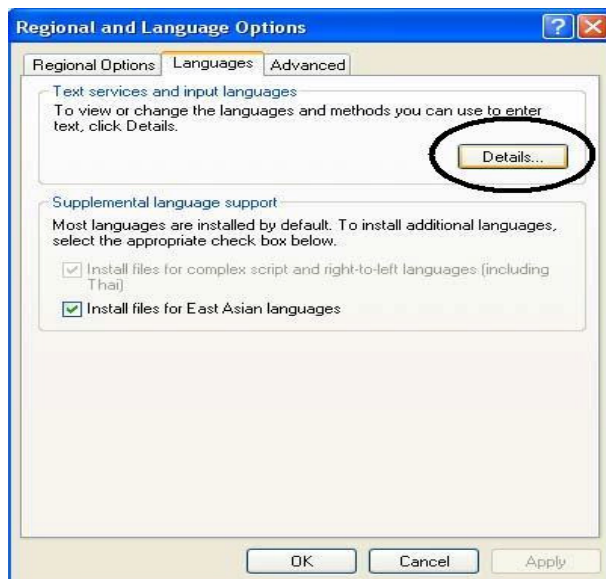 Regional and Language Options
Regional Options
Languages
Advanced
Text services and input languages
To view or change the languages and methods you can use to enter
text, click Details.
Details...
Supplemental language support
Most languages are installed by default. To install additional languages,
select the appropriate check box below.
Install files for complex script and right-to-left languages (including
Thai)
Install files for East Asian languages
OK
Cancel
Apply